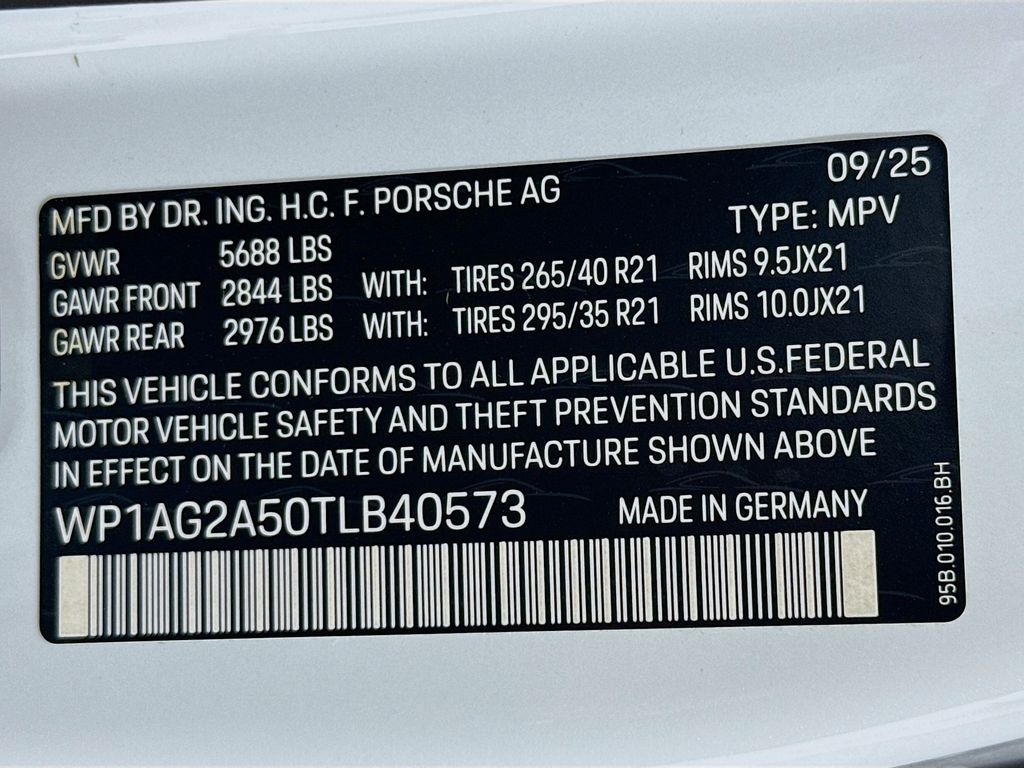 09/25
MFD BY DR. ING. H.C. F. PORSCHE AG
TYPE: MPV
GVWR 5688 LBS
GAWR FRONT 2844 LBS WITH: TIRES 265/40 R21 RIMS 9.5JX21
GAWR REAR 2976 LBS WITH: TIRES 295/35 R21 RIMS 10.0JX21
THIS VEHICLE CONFORMS TO ALL APPLICABLE U.S.FEDERAL
MOTOR VEHICLE SAFETY AND THEFT PREVENTION STANDARDS
IN EFFECT ON THE DATE OF MANUFACTURE SHOWN ABOVE
WP1AG2A50TLB40573 MADE IN GERMANY
95B.010.016.BH